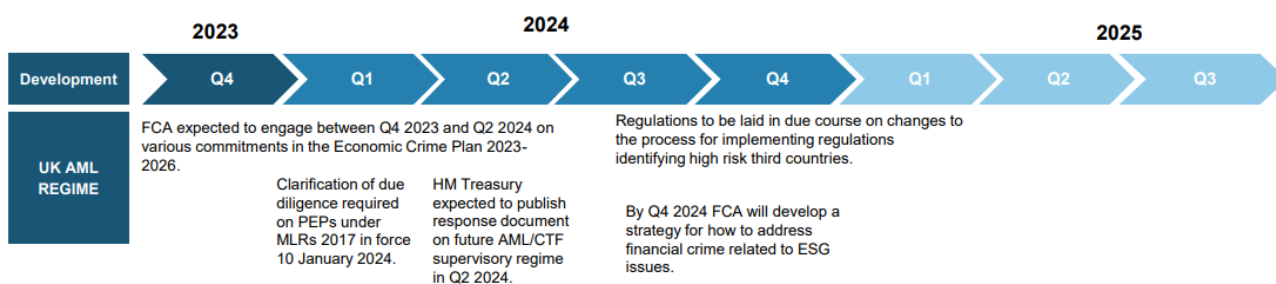 2023
2024
2025
Development
Q4
Q1
Q2
Q3
Q4
Q1
Q2
Q3
UK AML
REGIME
FCA expected to engage between Q4 2023 and Q2 2024 on
various commitments in the Economic Crime Plan 2023-
2026.
Clarification of due
diligence required
on PEPs under
MLRs 2017 in force
10 January 2024.
HM Treasury
expected to publish
response document
on future AML/CTF
supervisory regime
in Q2 2024.
Regulations to be laid in due course on changes to
the process for implementing regulations
identifying high risk third countries.
By Q4 2024 FCA will develop a
strategy for how to address
financial crime related to ESG
issues.